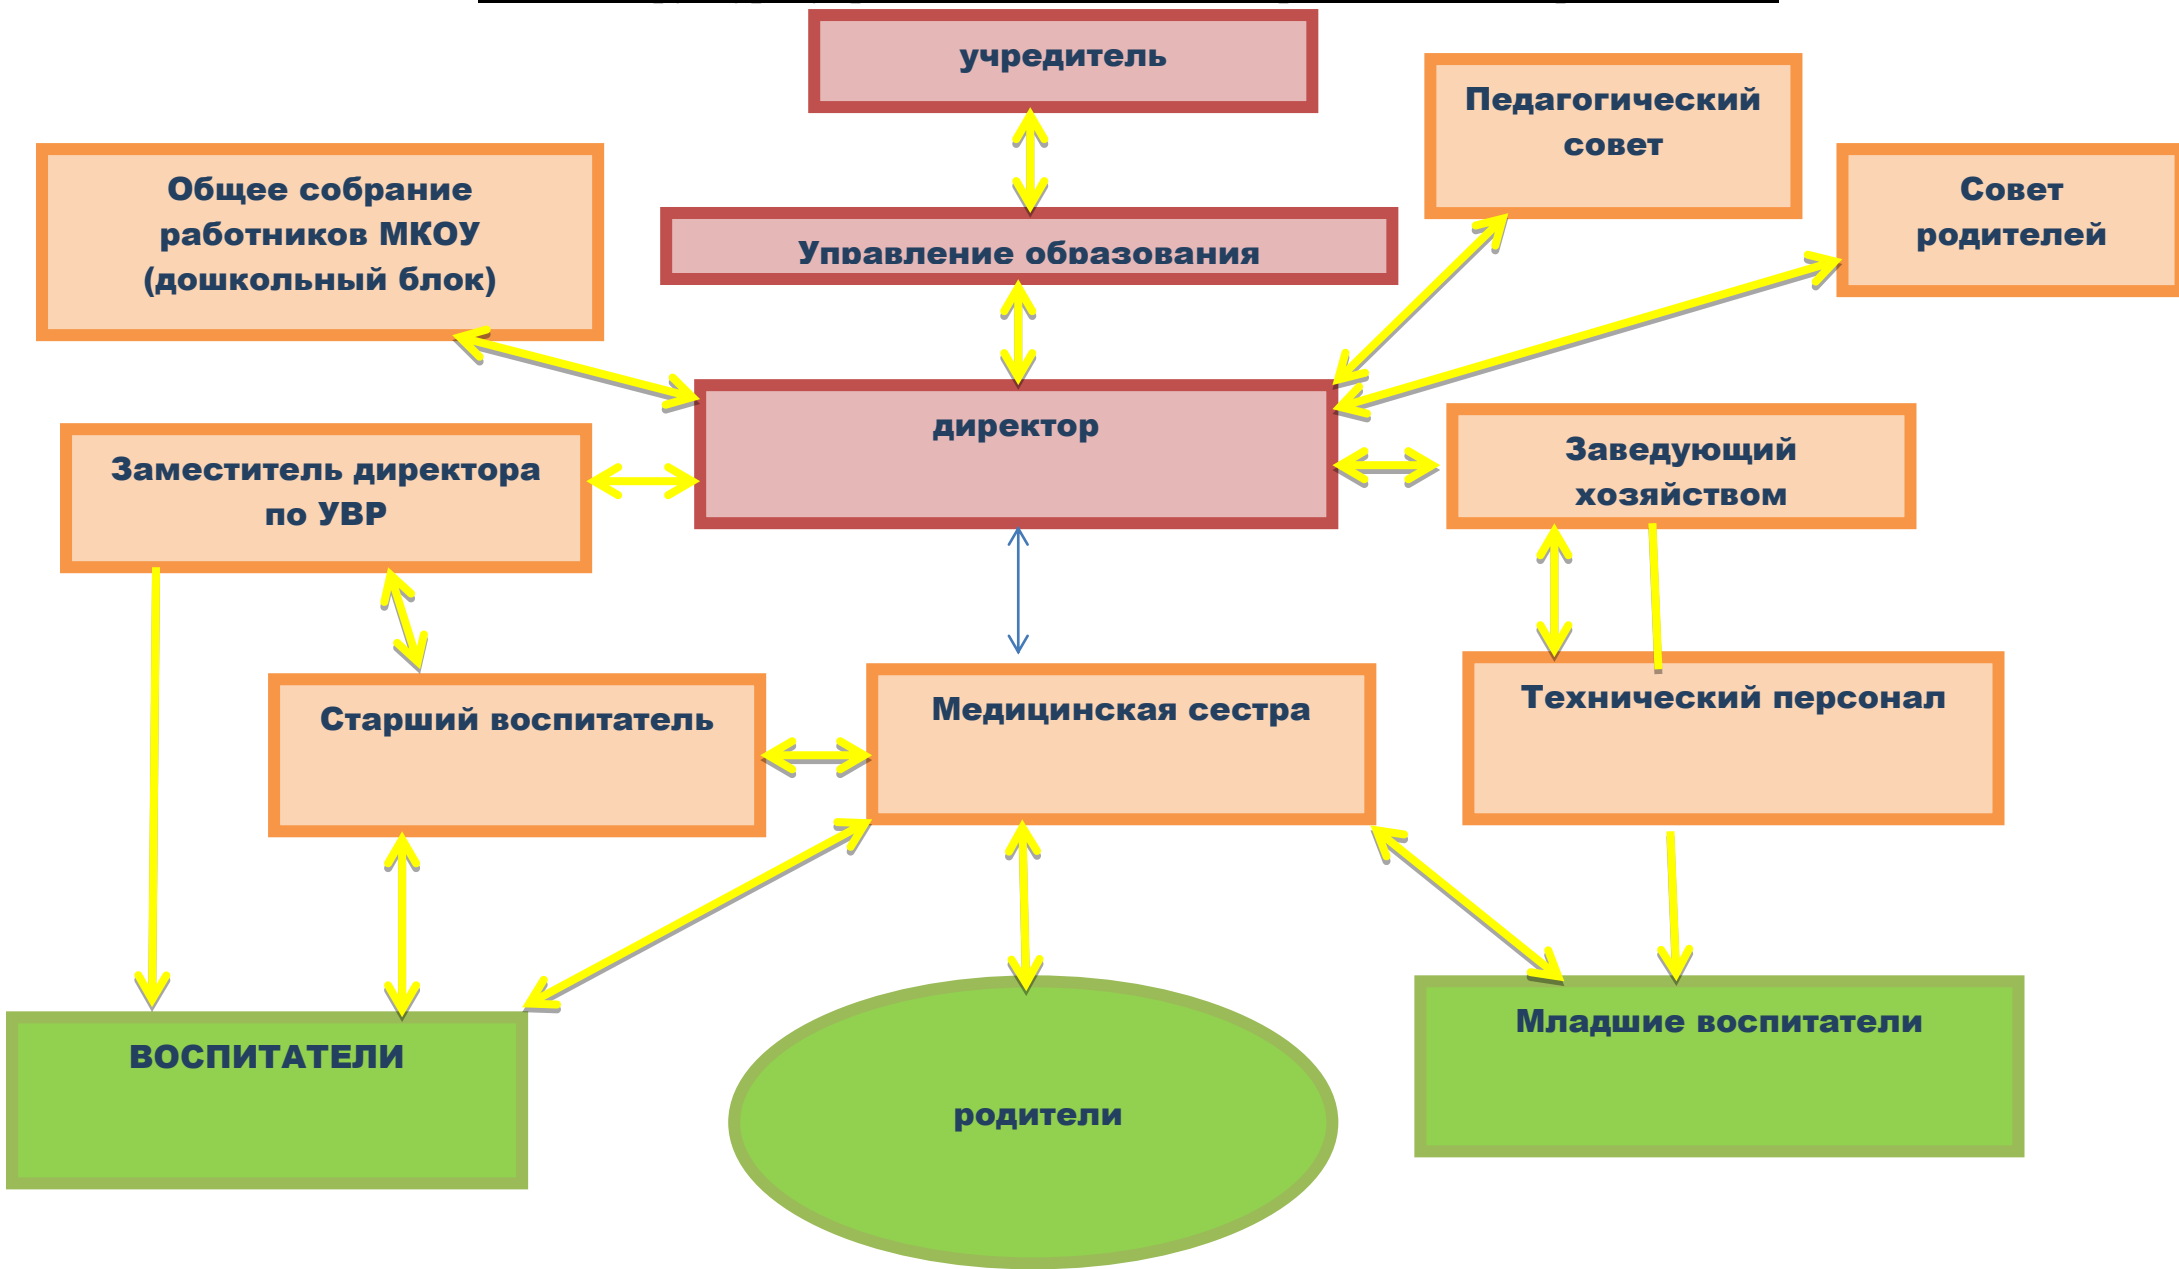 учредитель
Педагогический
совет
Общее собрание
работников МКОУ
(дошкольный блок)
Совет
родителей
Управление образования
директор
Заместитель директора
по УВР
Заведующий
хозяйством
Старший воспитатель
Медицинская сестра
Технический персонал
ВОСПИТАТЕЛИ
родители
Младшие воспитатели